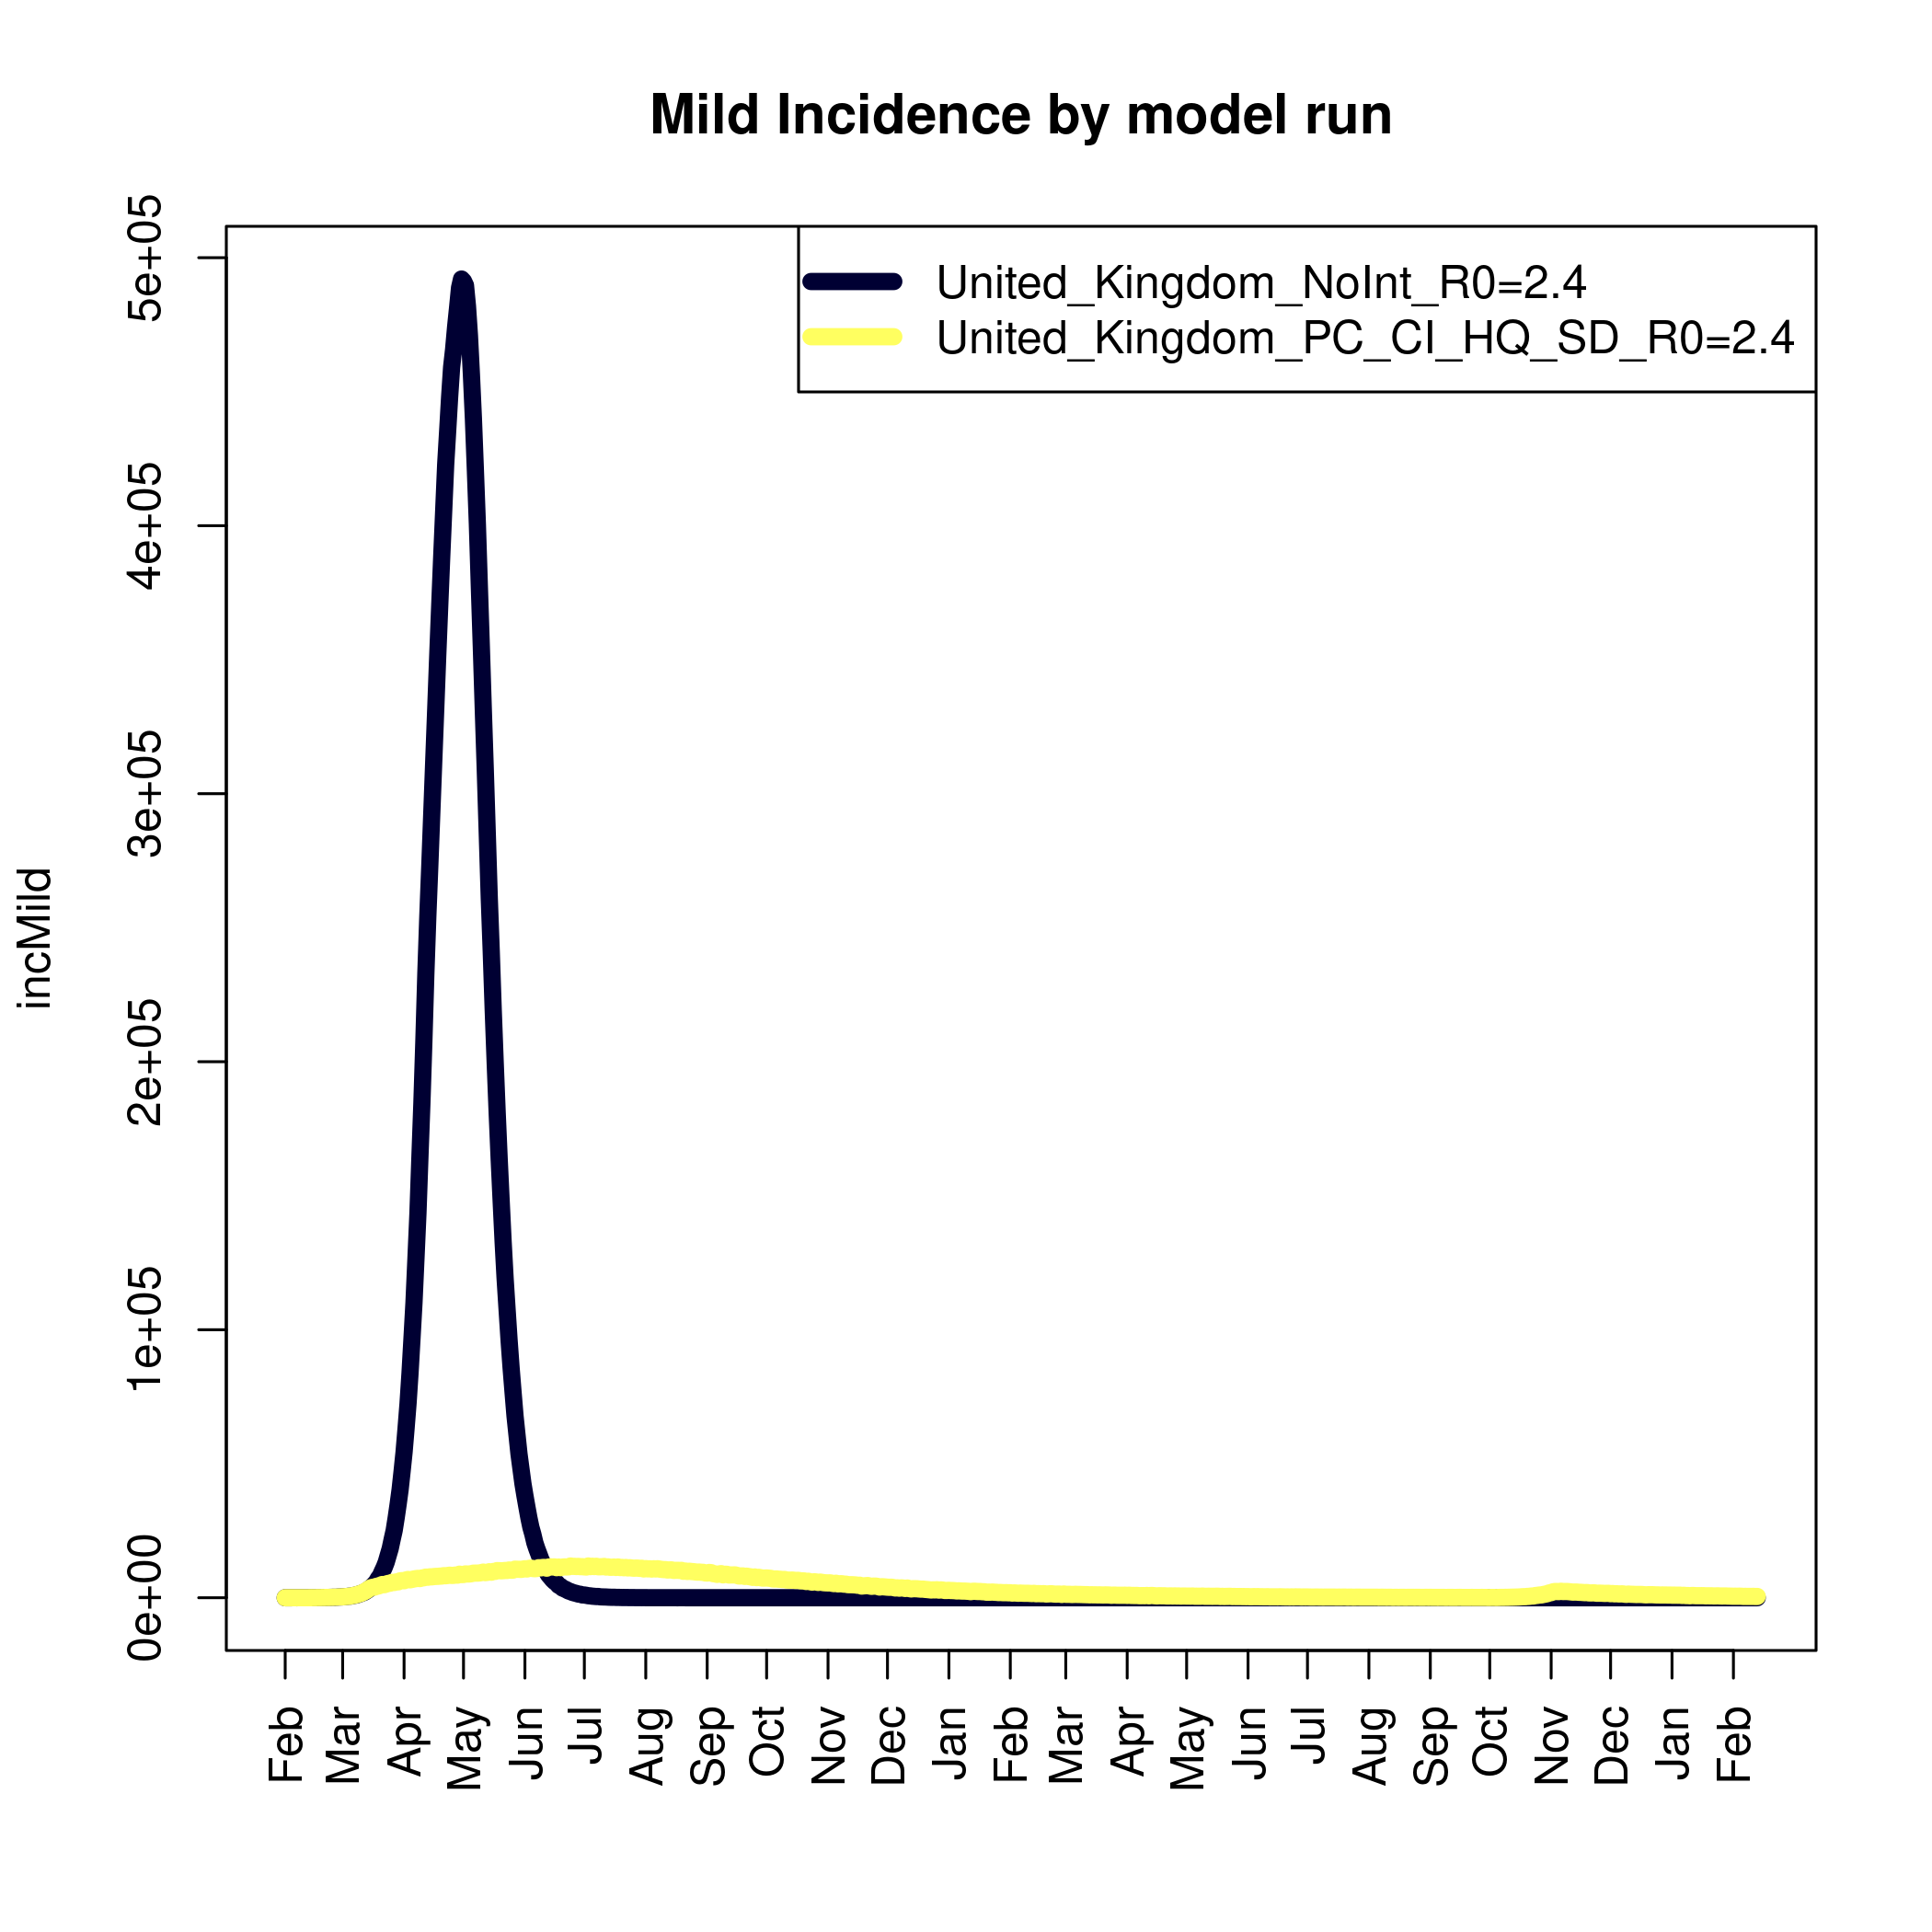 Mild Incidence by model run
United_Kingdom_NoInt_R0=2.4
United_Kingdom_PC_CI_HQ_SD_R0=2.4
incMild
5e+05
4e+05
3e+05
2e+05
1e+05
0e+00
Feb Mar Apr May Jun Jul Aug Sep Oct Nov Dec Jan Feb Mar Apr May Jun Jul Aug Sep Oct Nov Dec Jan Feb